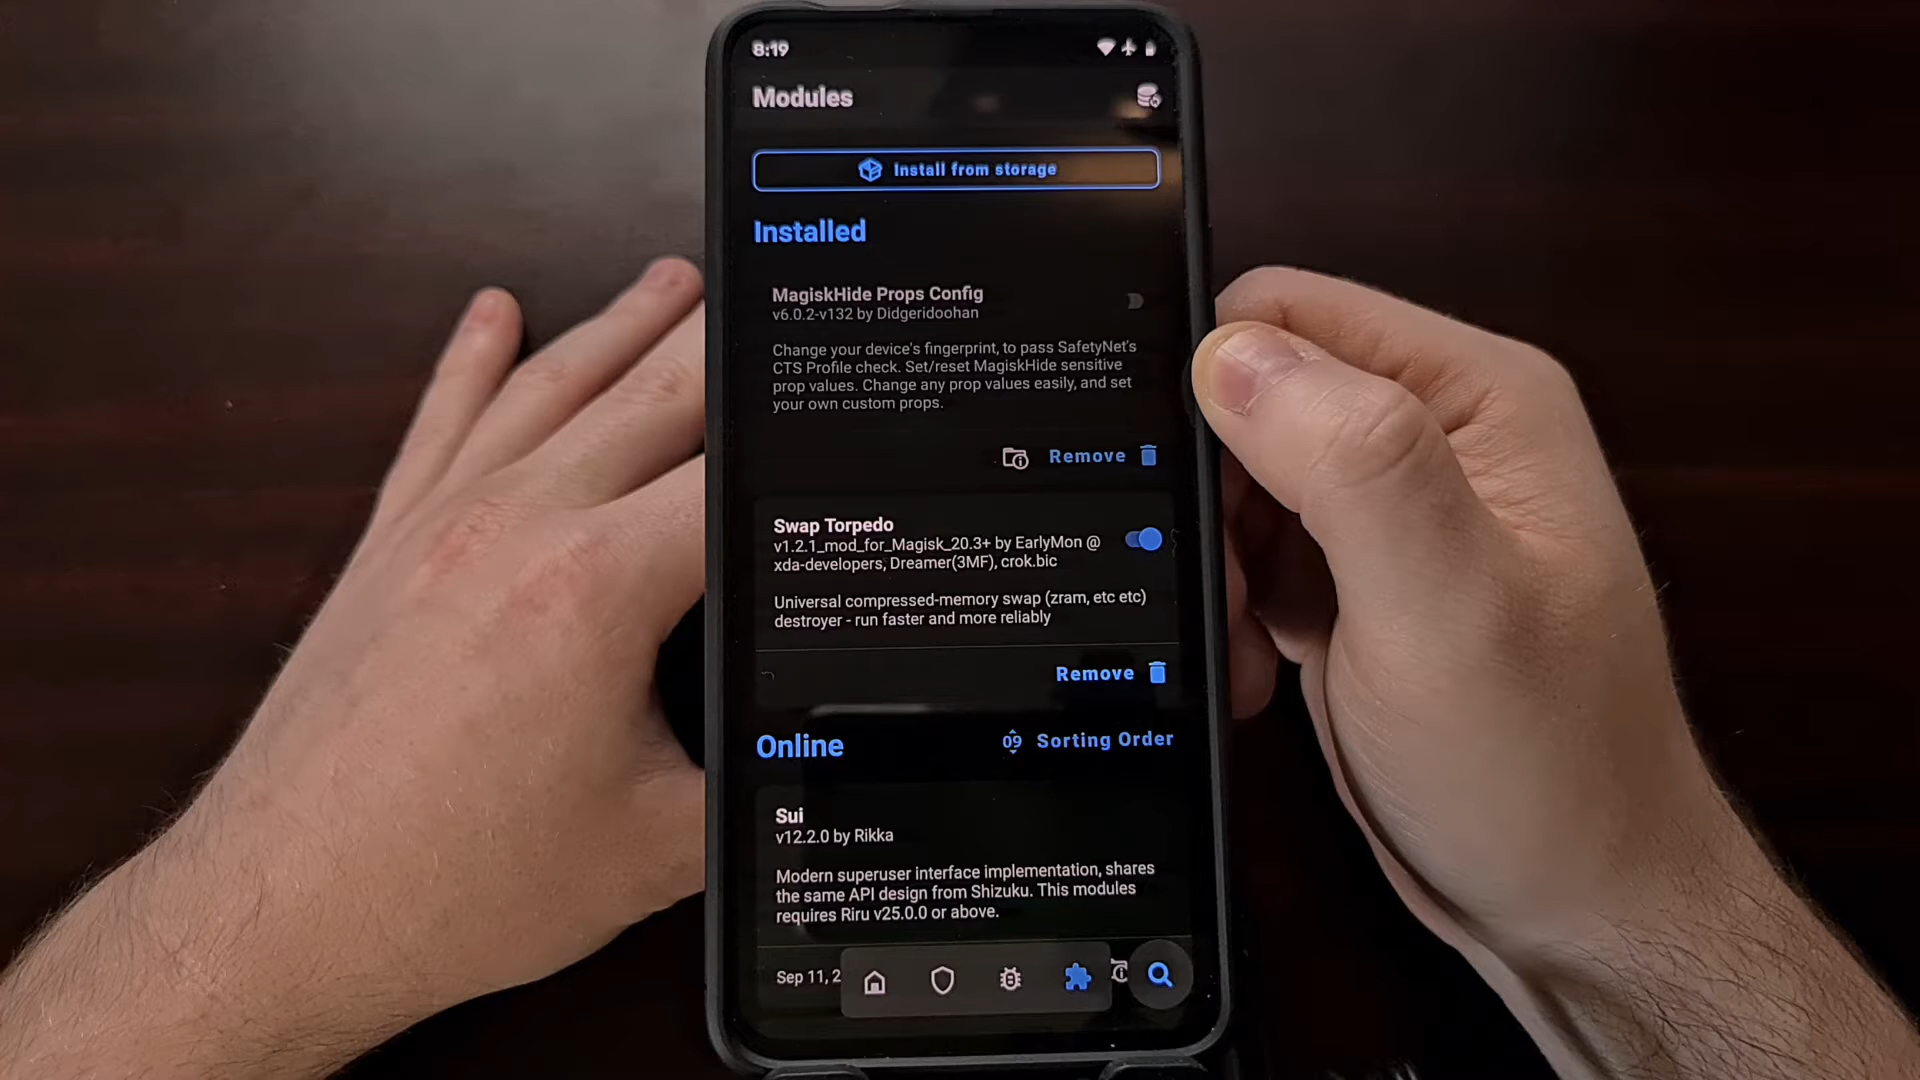 8:19
Modules
Install from storage
Installed
MagiskHide Props Config
v6.0.2-v132 by Didgeridoohan
Change your device's fingerprint, to pass SafetyNet's
CTS Profile check. Set/reset MagiskHide sensitive
prop values. Change any prop values easily, and set
your own custom props.
Remove
Swap Torpedo
v1.2.1_mod_for_Magisk_20.3+ by EarlyMon @
xda-developers, Dreamer(3MF), crok.bic
Universal compressed-memory swap (zram, etc etc)
destroyer - run faster and more reliably
Remove
Online
09 Sorting Order
Sui
v12.2.0 by Rikka
Modern superuser interface implementation, shares
the same API design from Shizuku. This modules
requires Riru v25.0.0 or above.
Sep 11, 2